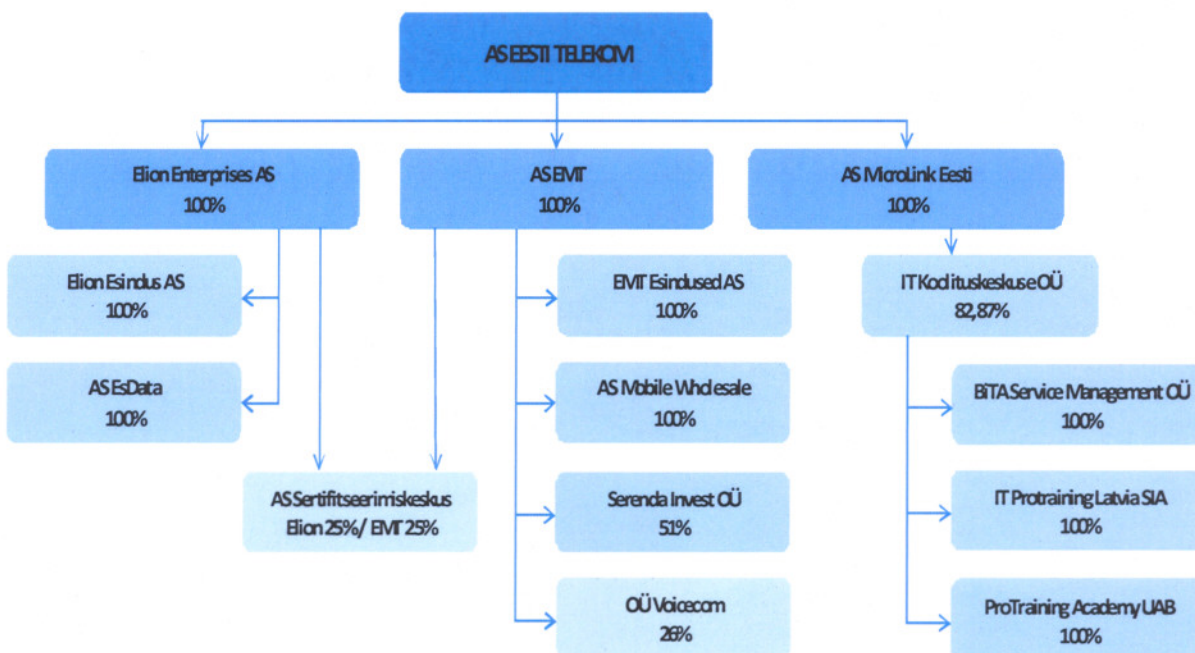 AS EESTI TELEKOM
Elion Enterprises AS
100%
AS EMT
100%
AS MicroLink Eesti
100%
Elion Esindus AS
100%
EMT Esindused AS
100%
IT Koolituskeskuse OÜ
82,87%
AS EsData
100%
AS Mobile Wholesale
100%
BiTA Service Management OÜ
100%
AS Sertifitseerimiskeskus
Elion 25% / EMT 25%
Serenda Invest OÜ
51%
IT Protraining Latvia SIA
100%
OÜ Voicecom
26%
ProTraining Academy UAB
100%